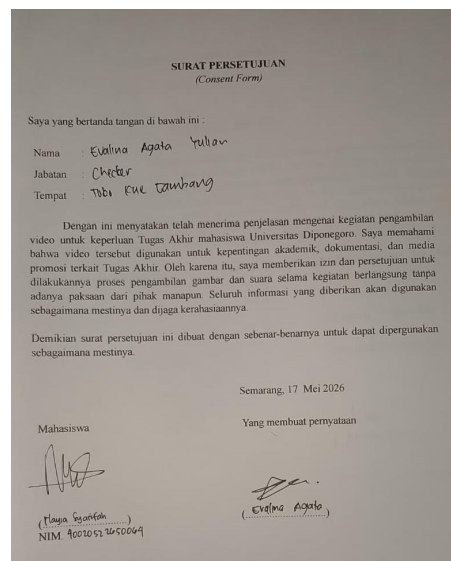 SURAT PERSETUJUAN
(Consent Form)
Saya yang bertanda tangan di bawah ini :
Nama : Evalina Agata Yulian
Jabatan : Checker
Tempat : Toko Kue Tambang
Dengan ini menyatakan telah menerima penjelasan mengenai kegiatan pengambilan
video untuk keperluan Tugas Akhir mahasiswa Universitas Diponegoro. Saya memahami
bahwa video tersebut digunakan untuk kepentingan akademik, dokumentasi, dan media
promosi terkait Tugas Akhir. Oleh karena itu, saya memberikan izin dan persetujuan untuk
dilakukannya proses pengambilan gambar dan suara selama kegiatan berlangsung tanpa
adanya paksaan dari pihak manapun. Seluruh informasi yang diberikan akan digunakan
sebagaimana mestinya dan dijaga kerahasiaannya.
Demikian surat persetujuan ini dibuat dengan sebenar-benarnya untuk dapat dipergunakan
sebagaimana mestinya.
Semarang, 17 Mei 2026
Mahasiswa
Yang membuat pernyataan
(Hayja Syarifah)
(Evalina Agata)
NIM. 40020522650069